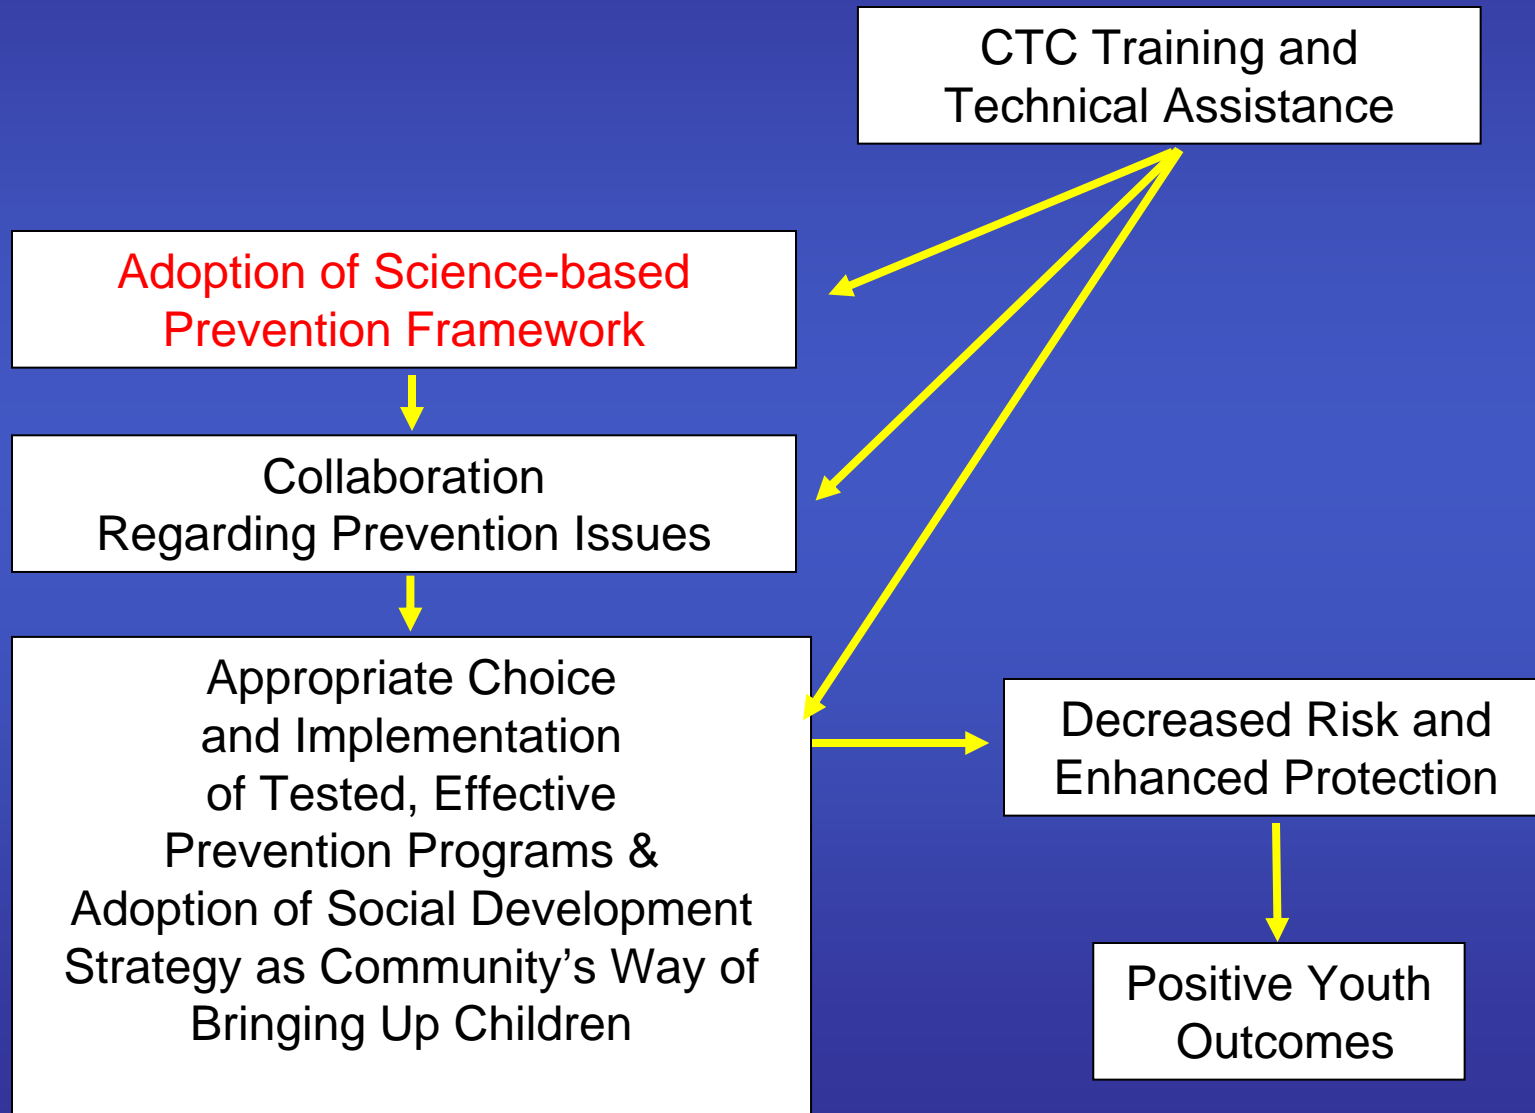 CTC Training and
Technical Assistance
Adoption of Science-based
Prevention Framework
Collaboration
Regarding Prevention Issues
Appropriate Choice
and Implementation
of Tested, Effective
Prevention Programs &
Adoption of Social Development
Strategy as Community’s Way of
Bringing Up Children
Decreased Risk and
Enhanced Protection
Positive Youth
Outcomes